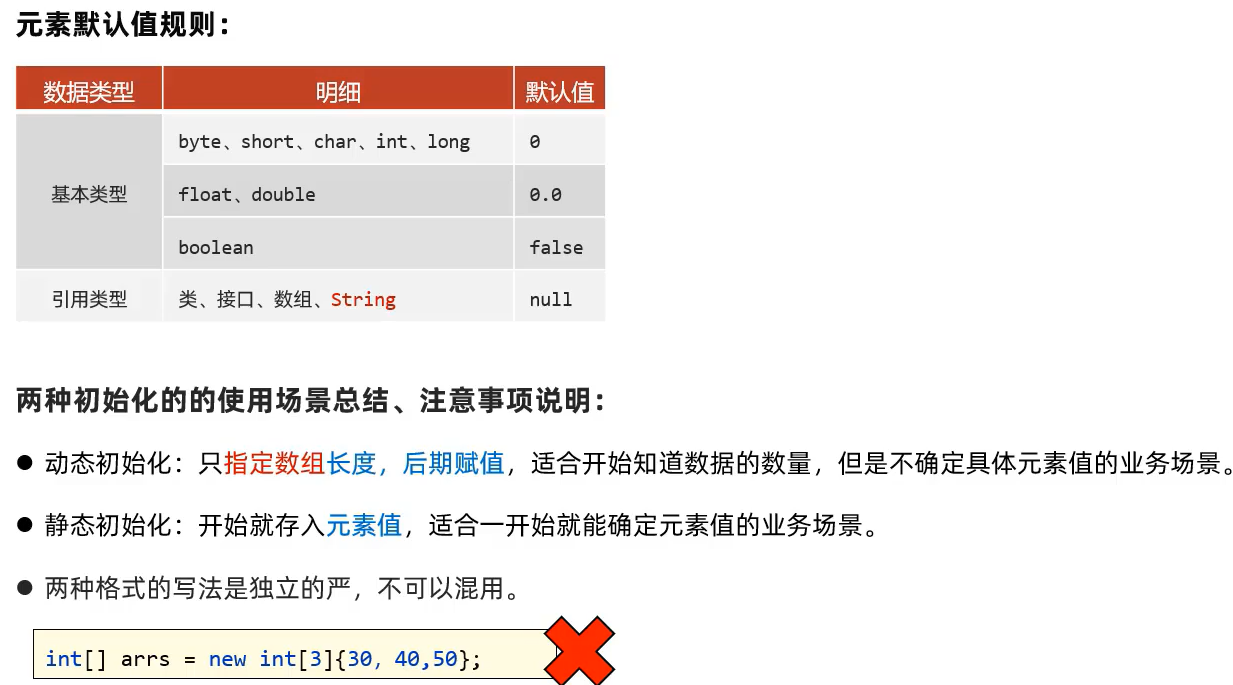 元素默认值规则：
数据类型 明细 默认值
byte、short、char、int、long 0
基本类型 float、double 0.0
boolean false
引用类型 类、接口、数组、String null
两种初始化的的使用场景总结、注意事项说明：
● 动态初始化：只指定数组长度，后期赋值，适合开始知道数据的数量，但是不确定具体元素值的业务场景。
● 静态初始化：开始就存入元素值，适合一开始就能确定元素值的业务场景。
● 两种格式的写法是独立的严，不可以混用。
int[] arrs = new int[3]{30, 40,50};